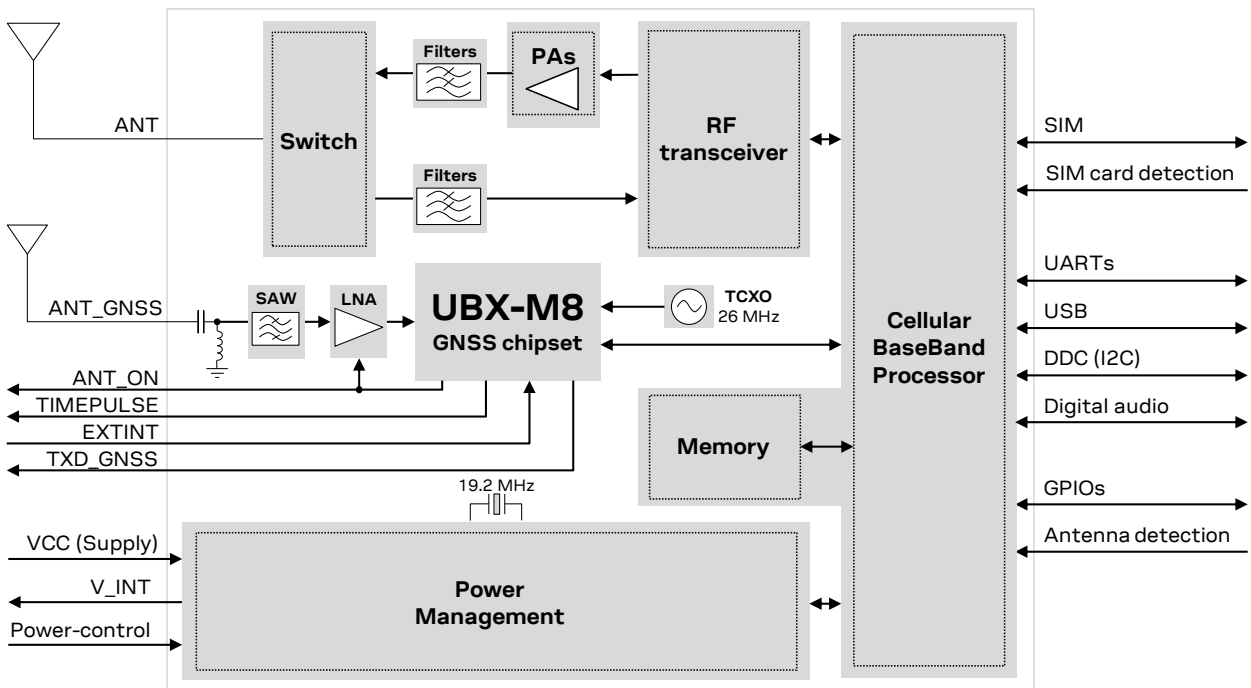 Filters
PAs
ANT
Switch
RF
transceiver
SIM
SIM card detection
Filters
ANT_GNSS
SAW
LNA
UBX-M8
GNSS chipset
TCXO
26 MHz
UARTs
USB
Cellular
BaseBand
Processor
DDC (I2C)
Digital audio
ANT_ON
TIMEPULSE
EXTINT
TXD_GNSS
Memory
19.2 MHz
GPIOs
Antenna detection
VCC (Supply)
V_INT
Power-control
Power
Management